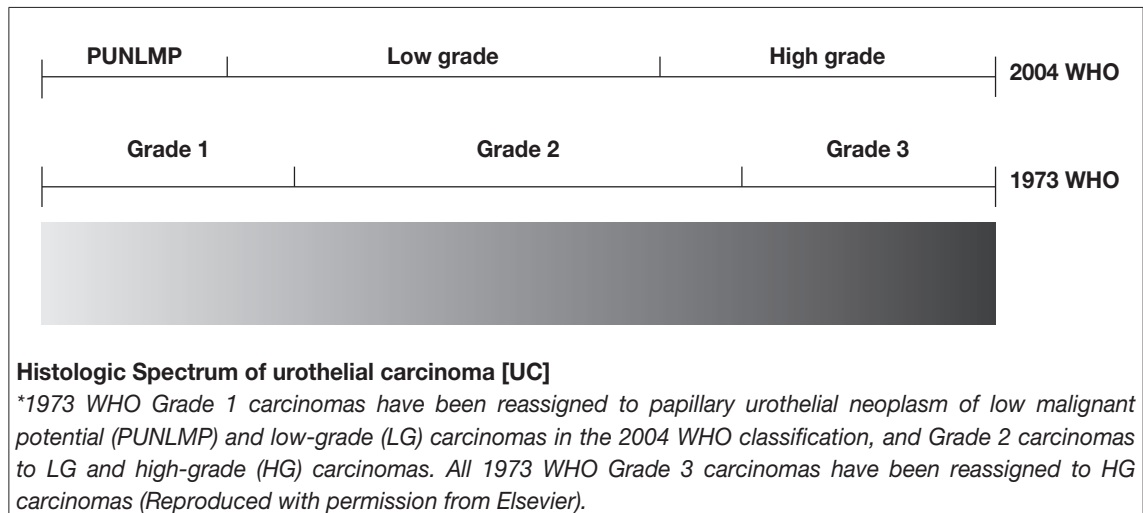 PUNLMP Low grade High grade 2004 WHO
Grade 1 Grade 2 Grade 3 1973 WHO
Histologic Spectrum of urothelial carcinoma [UC]
*1973 WHO Grade 1 carcinomas have been reassigned to papillary urothelial neoplasm of low malignant
potential (PUNLMP) and low-grade (LG) carcinomas in the 2004 WHO classification, and Grade 2 carcinomas
to LG and high-grade (HG) carcinomas. All 1973 WHO Grade 3 carcinomas have been reassigned to HG
carcinomas (Reproduced with permission from Elsevier).